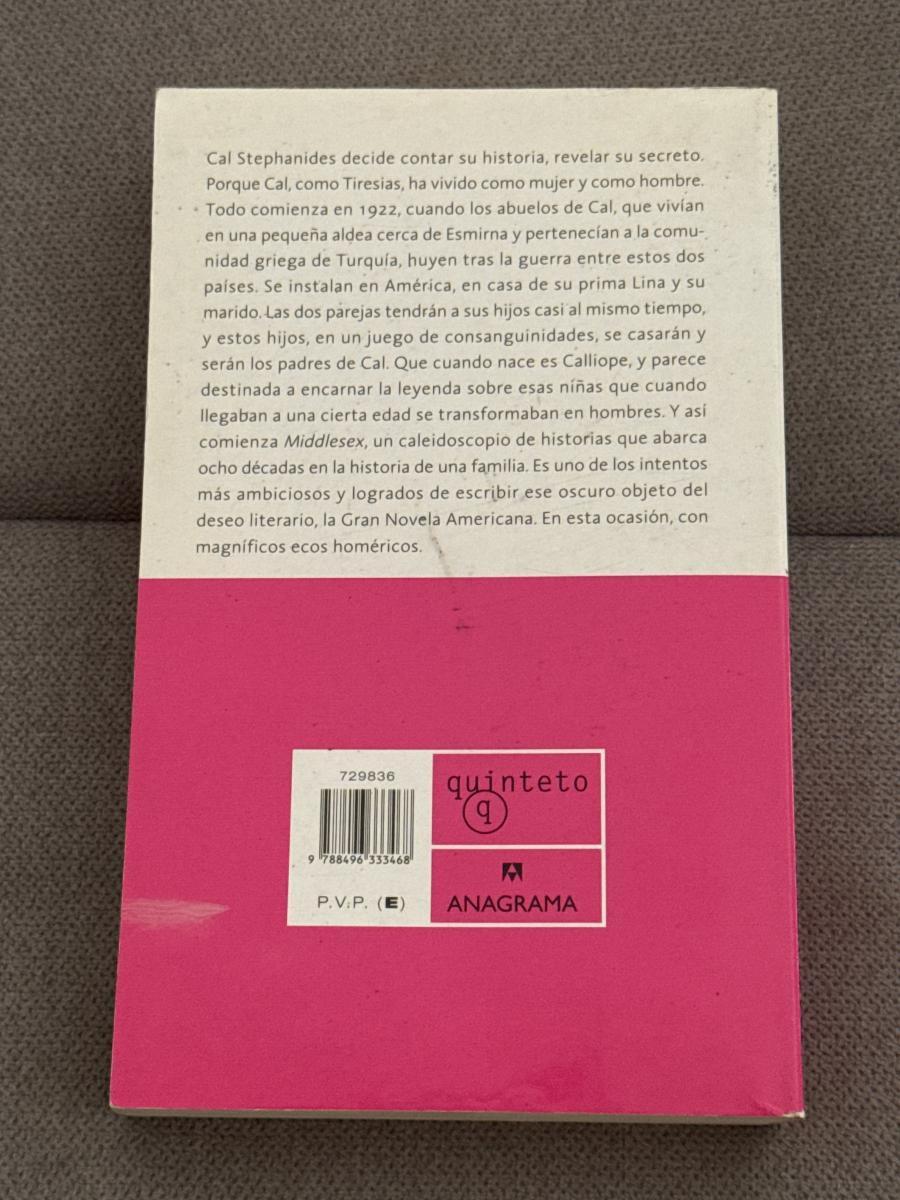 Cal Stephanides decide contar su historia, revelar su secreto.
Porque Cal, como Tiresias, ha vivido como mujer y como hombre.
Todo comienza en 1922, cuando los abuelos de Cal, que vivían
en una pequeña aldea cerca de Esmirna y pertenecían a la comu-
nidad griega de Turquía, huyen tras la guerra entre estos dos
países. Se instalan en América, en casa de su prima Lina y su
marido. Las dos parejas tendrán a sus hijos casi al mismo tiempo,
y estos hijos, en un juego de consanguinidades, se casarán y
serán los padres de Cal. Que cuando nace es Calliope, y parece
destinada a encarnar la leyenda sobre esas niñas que cuando
llegaban a una cierta edad se transformaban en hombres. Y así
comienza Middlesex, un caleidoscopio de historias que abarca
ocho décadas en la historia de una familia. Es uno de los intentos
más ambiciosos y logrados de escribir ese oscuro objeto del
deseo literario, la Gran Novela Americana. En esta ocasión, con
magníficos ecos homéricos.
729836
9 788496 333468
P.V.P. (E)
quinteto
q
ANAGRAMA